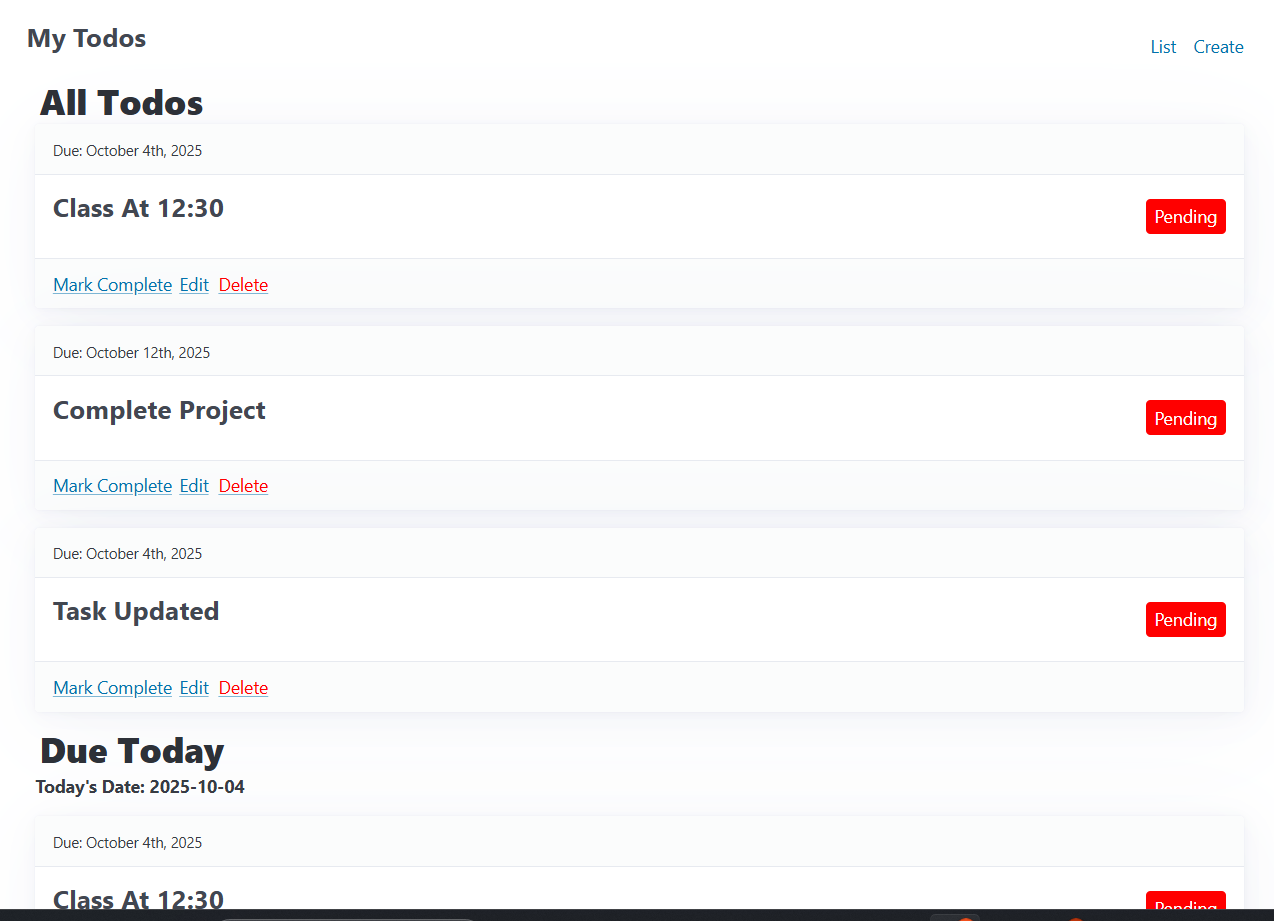 My Todos
List Create
All Todos
Due: October 4th, 2025
Class At 12:30
Pending
Mark Complete Edit Delete
Due: October 12th, 2025
Complete Project
Pending
Mark Complete Edit Delete
Due: October 4th, 2025
Task Updated
Pending
Mark Complete Edit Delete
Due Today
Today's Date: 2025-10-04
Due: October 4th, 2025
Class At 12:30
Pending